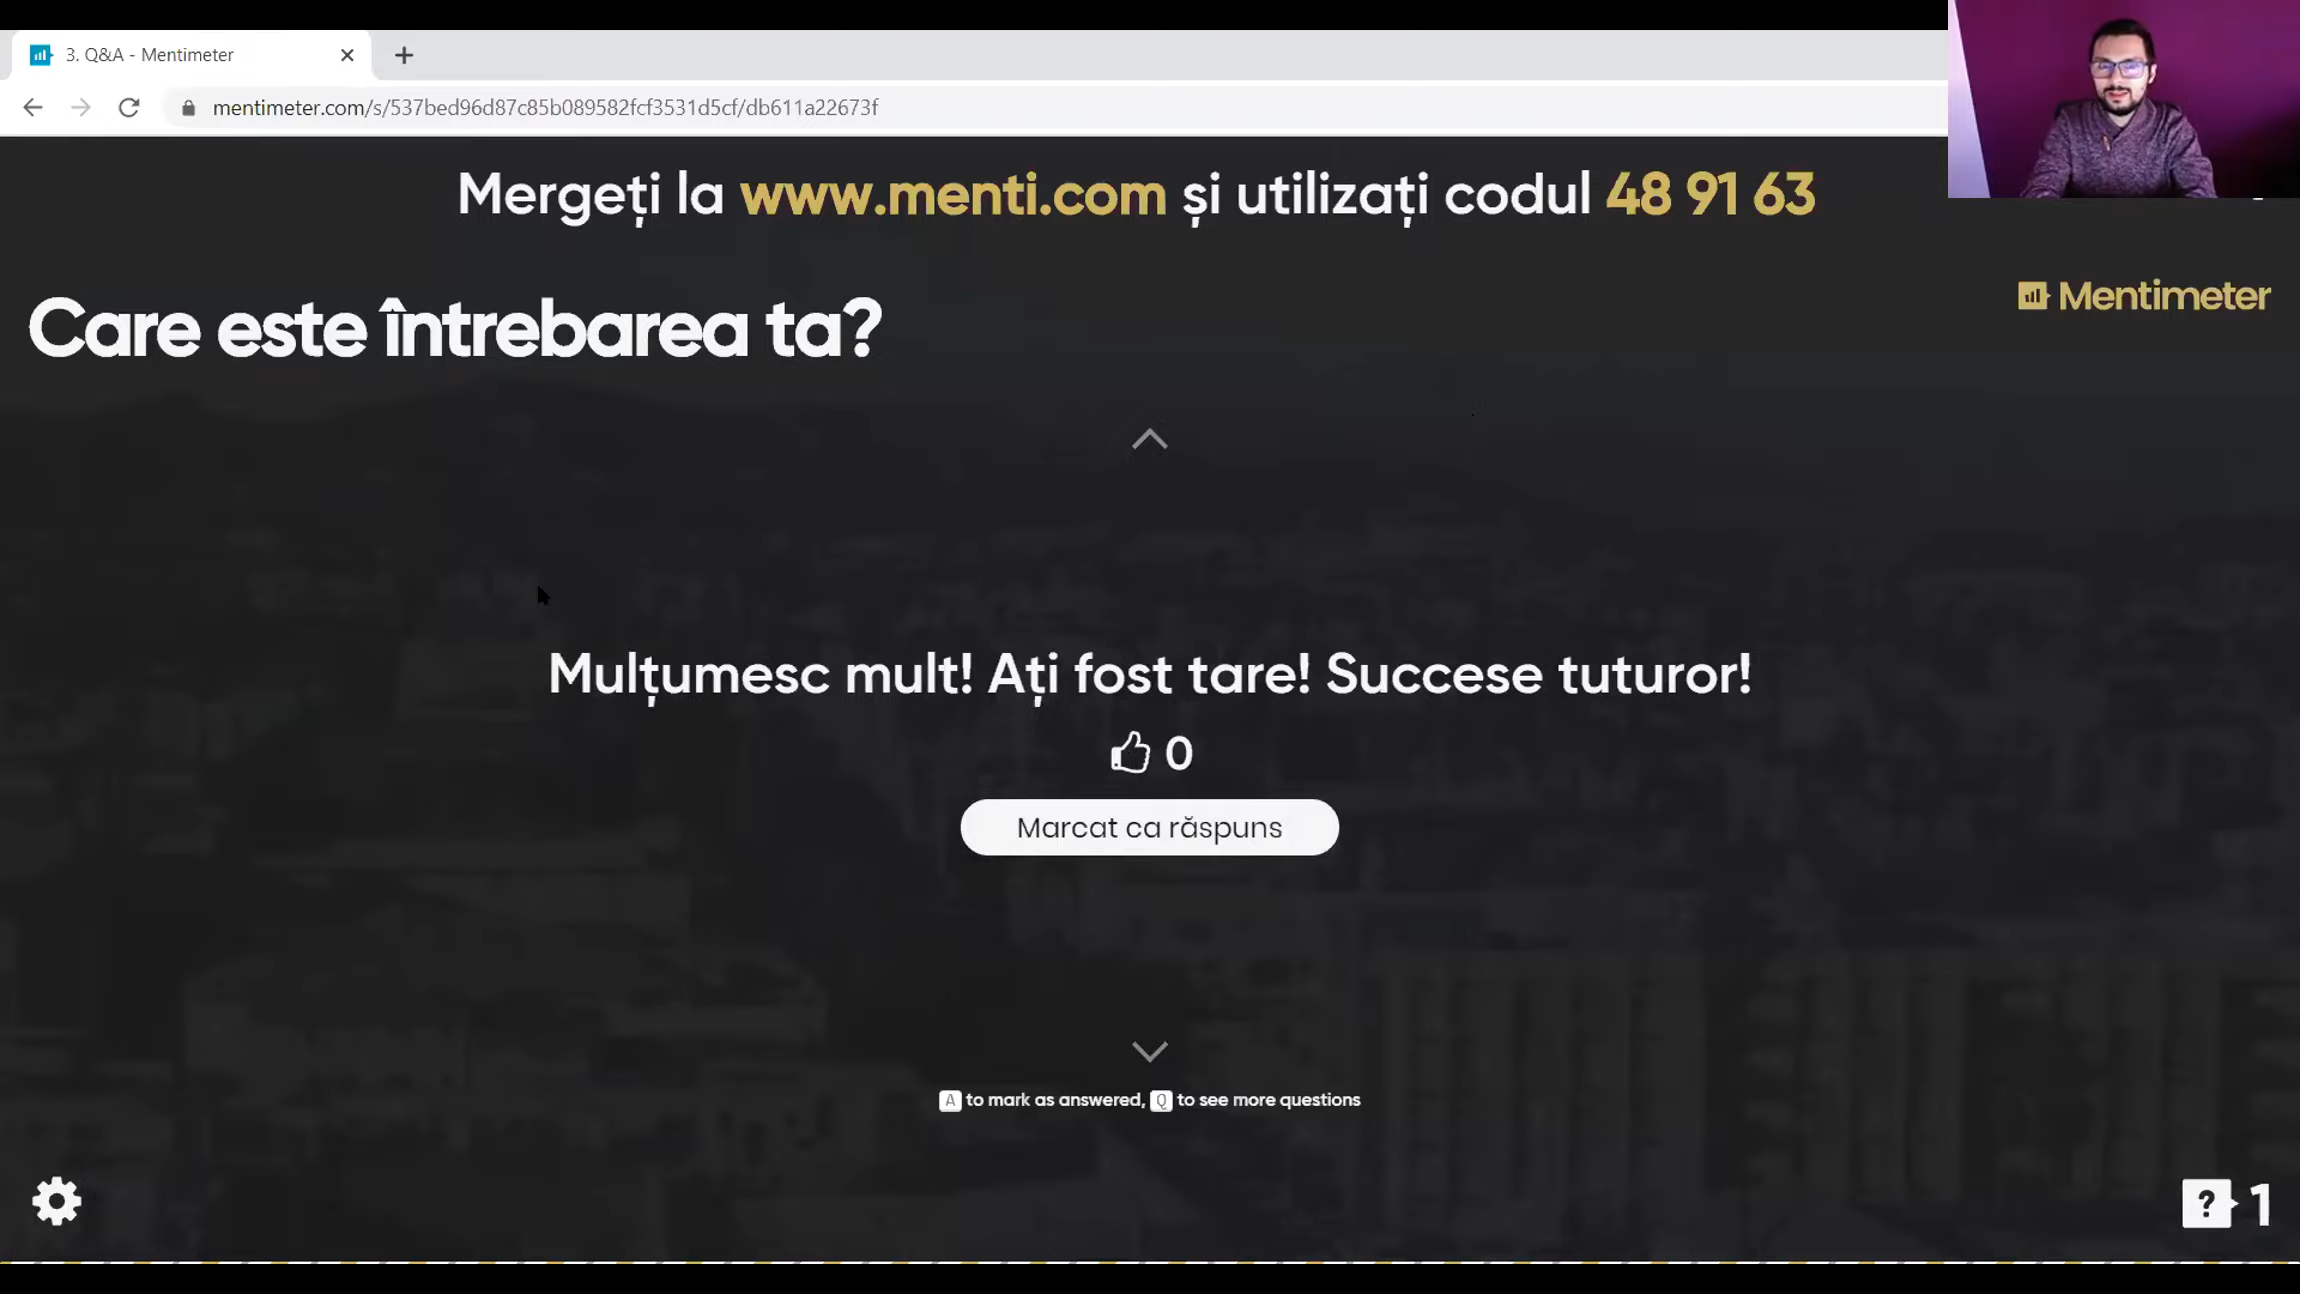 3. Q&A - Mentimeter
mentimeter.com/s/537bed96d87c85b089582fcf3531d5cf/db611a22673f
Mergeți la www.menti.com și utilizați codul 48 91 63
Mentimeter
Care este întrebarea ta?
Mulțumesc mult! Ați fost tare! Succese tuturor!
0
Marcat ca răspuns
A to mark as answered, Q to see more questions
? 1